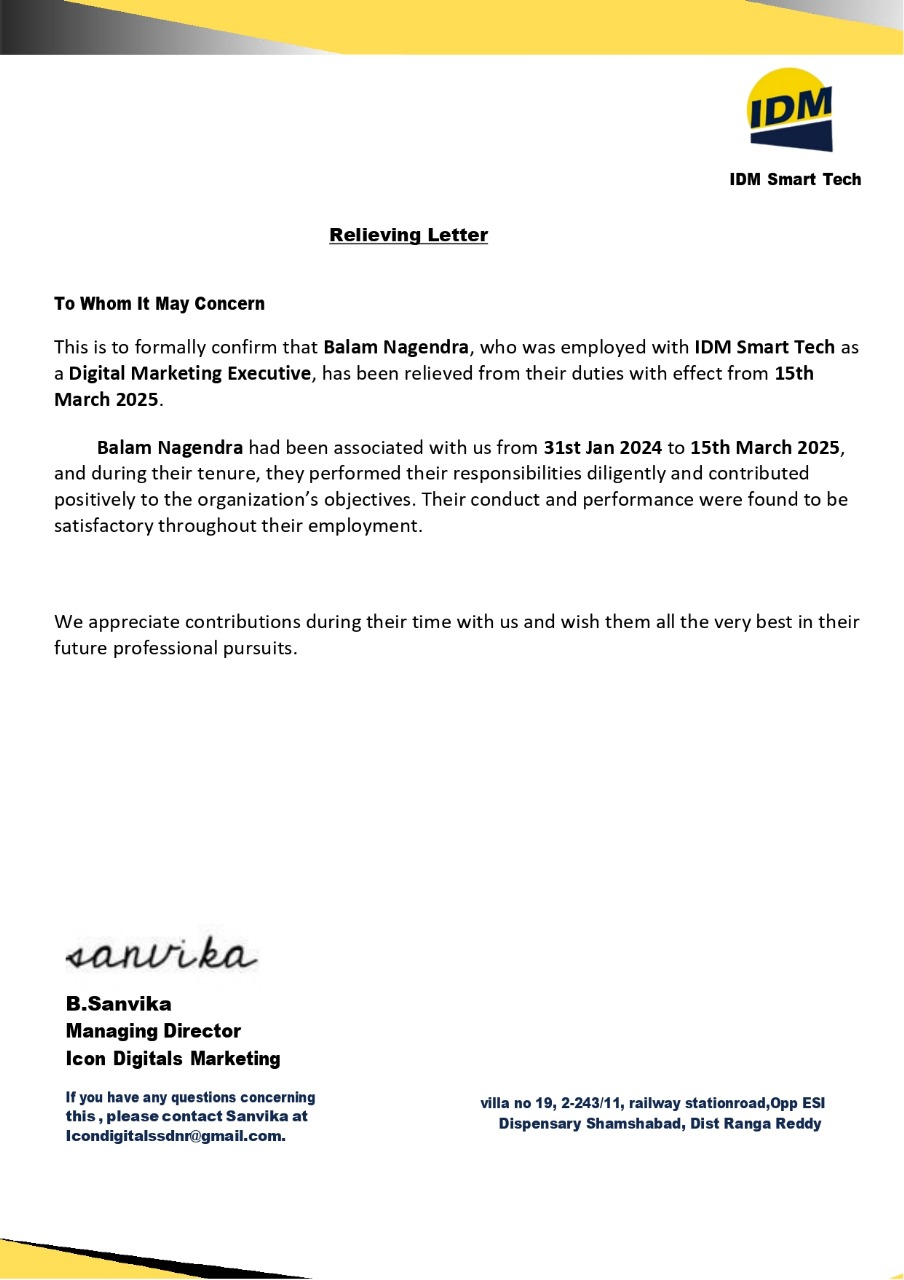 IDM
IDM Smart Tech
Relieving Letter
To Whom It May Concern
This is to formally confirm that Balam Nagendra, who was employed with IDM Smart Tech as
a Digital Marketing Executive, has been relieved from their duties with effect from 15th
March 2025.
Balam Nagendra had been associated with us from 31st Jan 2024 to 15th March 2025,
and during their tenure, they performed their responsibilities diligently and contributed
positively to the organization’s objectives. Their conduct and performance were found to be
satisfactory throughout their employment.
We appreciate contributions during their time with us and wish them all the very best in their
future professional pursuits.
sanvika
B.Sanvika
Managing Director
Icon Digitals Marketing
If you have any questions concerning
this , please contact Sanvika at
Icondigitalssdnr@gmail.com.
villa no 19, 2-243/11, railway stationroad,Opp ESI
Dispensary Shamshabad, Dist Ranga Reddy